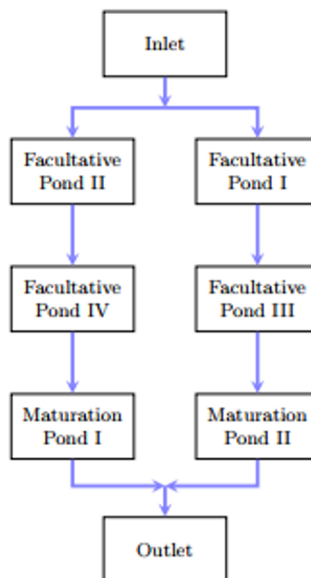 Inlet
Facultative
Pond II
Facultative
Pond I
Facultative
Pond IV
Facultative
Pond III
Maturation
Pond I
Maturation
Pond II
Outlet